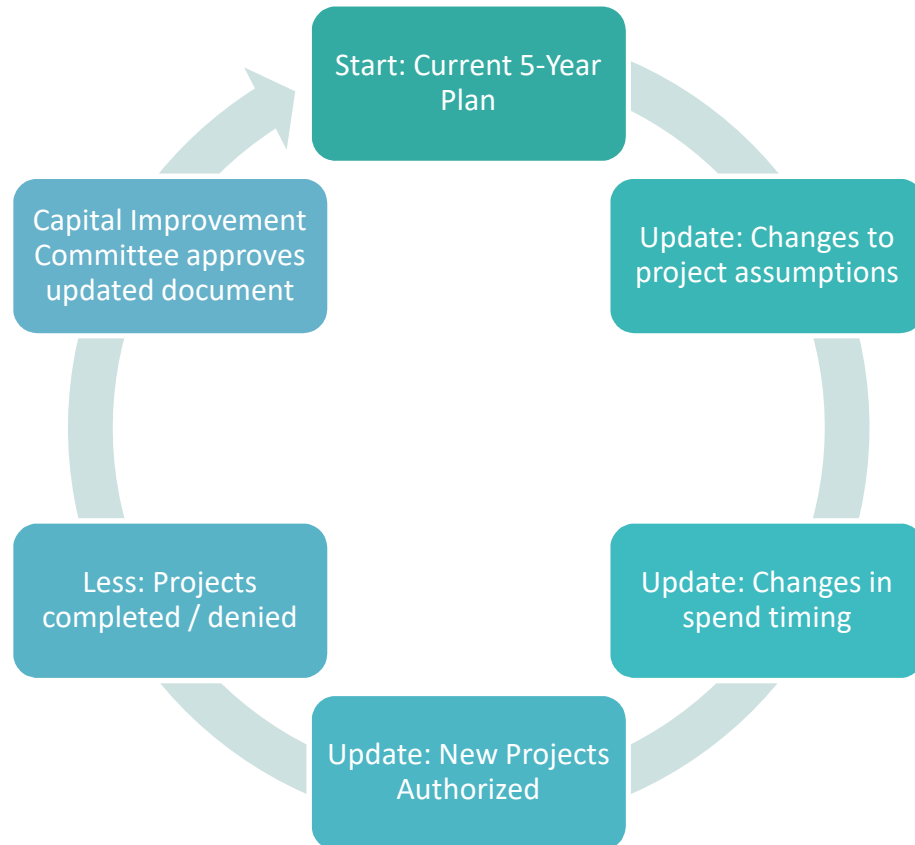 Start: Current 5-Year
Plan
Update: Changes to
project assumptions
Update: Changes in
spend timing
Update: New Projects
Authorized
Less: Projects
completed / denied
Capital Improvement
Committee approves
updated document